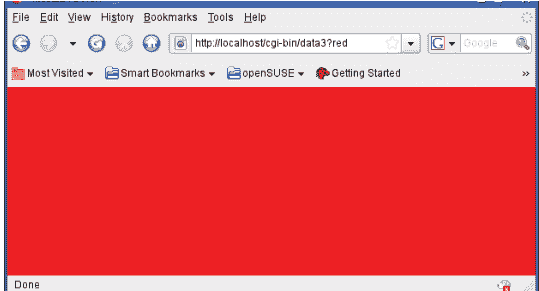 File Edit View History Bookmarks Tools Help
http://localhost/cgi-bin/data3?red
Google
Most Visited
Smart Bookmarks
openSUSE
Getting Started
»
Done